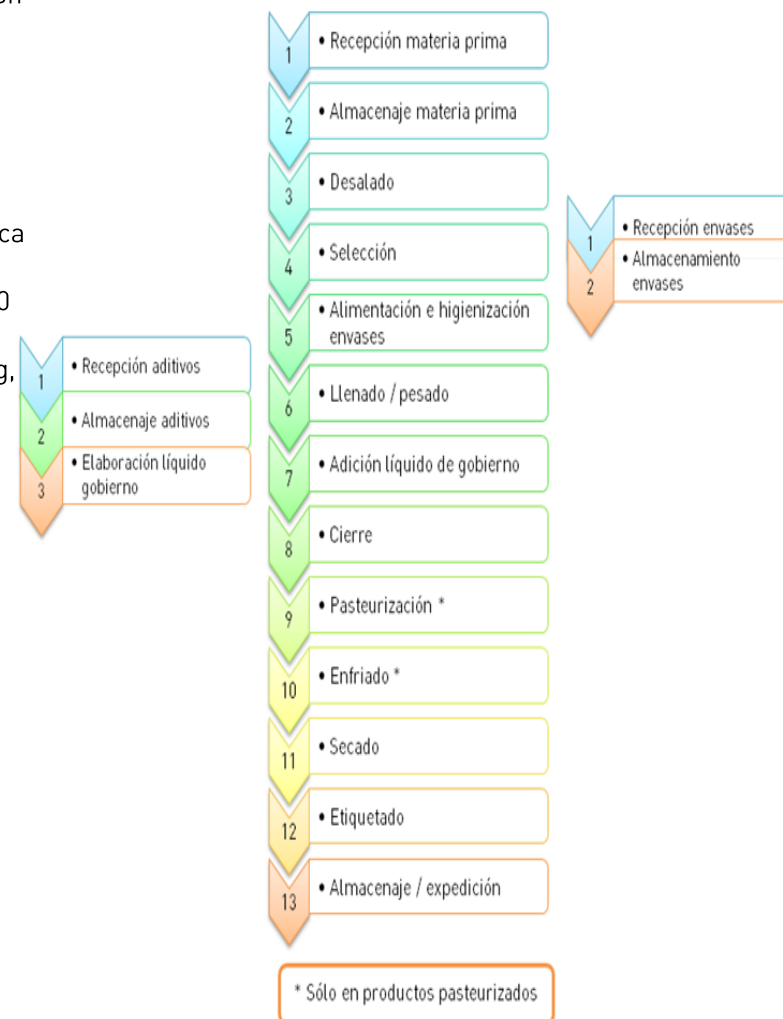 ón
ca
0
g,
1
• Recepción materia prima
2
• Almacenaje materia prima
3
• Desalado
4
• Selección
5
• Alimentación e higienización
envases
6
• Llenado / pesado
7
• Adición líquido de gobierno
8
• Cierre
9
• Pasteurización *
10
• Enfriado *
11
• Secado
12
• Etiquetado
13
• Almacenaje / expedición
1
• Recepción aditivos
2
• Almacenaje aditivos
3
• Elaboración líquido
gobierno
1
• Recepción envases
2
• Almacenamiento
envases
* Sólo en productos pasteurizados